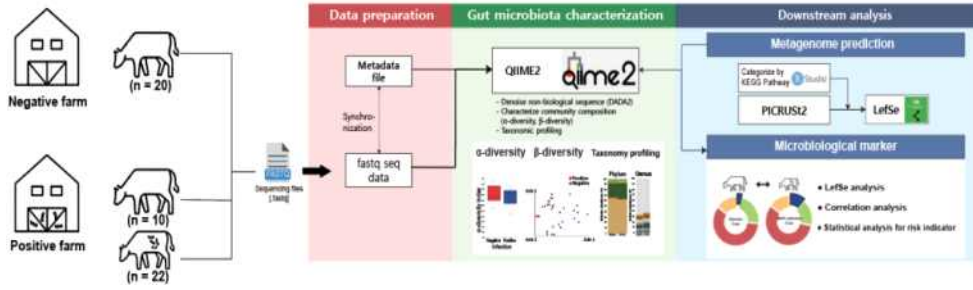 Negative farm
(n = 20)
Positive farm
(n = 10)
(n = 22)
FASTQ
Sequencing files
Data preparation
Metadata
file
Synchro-
nization
fastq seq
data
Gut microbiota characterization
QIIME2
qiime2
- Denoise non-biological sequence (DADA2)
- Characterize community composition
(α-diversity, β-diversity)
- Taxonomic profiling
α-diversity
β-diversity
Taxonomy profiling
Phylum
Genus
Infection
Downstream analysis
Metagenome prediction
Categorize by
KEGG Pathway
Studio
PICRUSt2
LefSe
Microbiological marker
• LefSe analysis
• Correlation analysis
• Statistical analysis for risk indicator